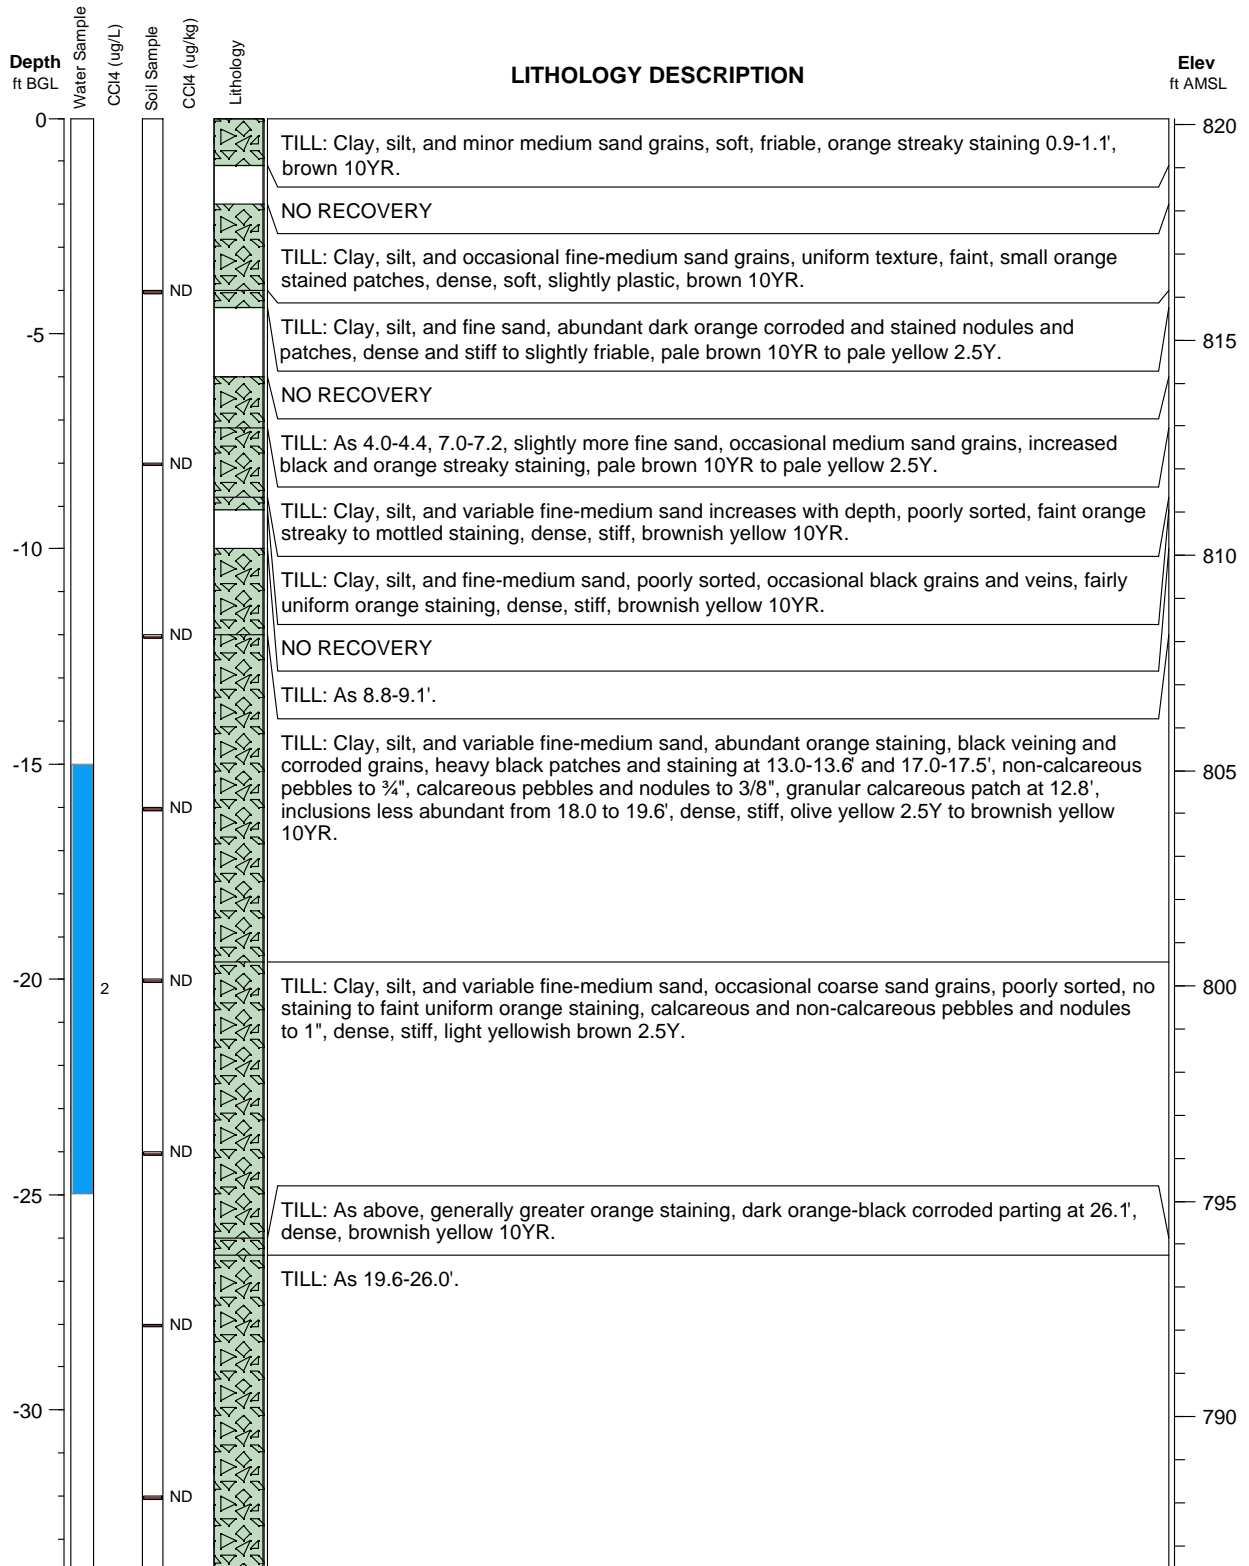 Depth
ft BGL
Water Sample
CCl4 (ug/L)
Soil Sample
CCl4 (ug/kg)
Lithology
LITHOLOGY DESCRIPTION
Elev
ft AMSL
0
820
TILL: Clay, silt, and minor medium sand grains, soft, friable, orange streaky staining 0.9-1.1',
brown 10YR.
NO RECOVERY
TILL: Clay, silt, and occasional fine-medium sand grains, uniform texture, faint, small orange
stained patches, dense, soft, slightly plastic, brown 10YR.
ND
TILL: Clay, silt, and fine sand, abundant dark orange corroded and stained nodules and
patches, dense and stiff to slightly friable, pale brown 10YR to pale yellow 2.5Y.
-5
815
NO RECOVERY
TILL: As 4.0-4.4, 7.0-7.2, slightly more fine sand, occasional medium sand grains, increased
black and orange streaky staining, pale brown 10YR to pale yellow 2.5Y.
ND
TILL: Clay, silt, and variable fine-medium sand increases with depth, poorly sorted, faint orange
streaky to mottled staining, dense, stiff, brownish yellow 10YR.
-10
810
TILL: Clay, silt, and fine-medium sand, poorly sorted, occasional black grains and veins, fairly
uniform orange staining, dense, stiff, brownish yellow 10YR.
ND
NO RECOVERY
TILL: As 8.8-9.1'.
TILL: Clay, silt, and variable fine-medium sand, abundant orange staining, black veining and
corroded grains, heavy black patches and staining at 13.0-13.6' and 17.0-17.5', non-calcareous
pebbles to ¾", calcareous pebbles and nodules to 3/8", granular calcareous patch at 12.8',
inclusions less abundant from 18.0 to 19.6', dense, stiff, olive yellow 2.5Y to brownish yellow
10YR.
-15
805
ND
-20
2
ND
800
TILL: Clay, silt, and variable fine-medium sand, occasional coarse sand grains, poorly sorted, no
staining to faint uniform orange staining, calcareous and non-calcareous pebbles and nodules
to 1", dense, stiff, light yellowish brown 2.5Y.
ND
-25
795
TILL: As above, generally greater orange staining, dark orange-black corroded parting at 26.1',
dense, brownish yellow 10YR.
TILL: As 19.6-26.0'.
ND
-30
790
ND